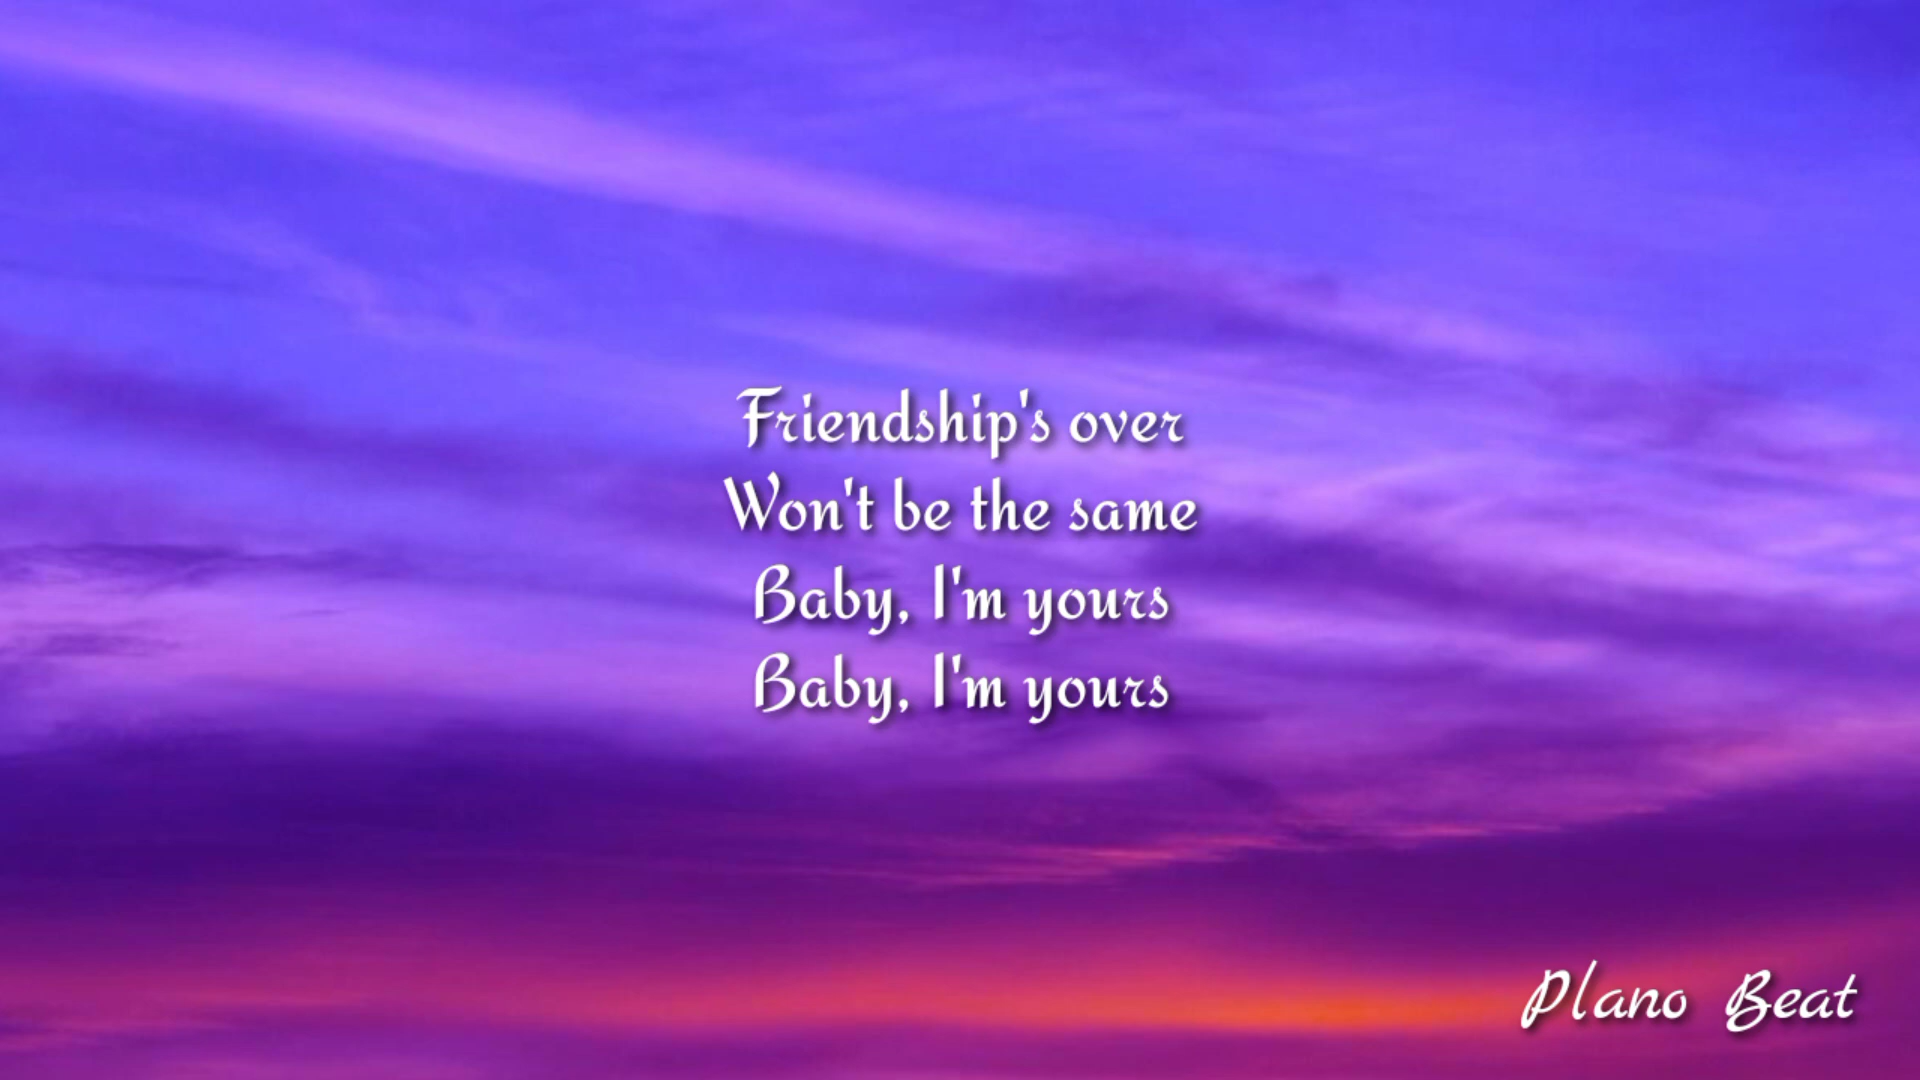 Friendship's over
Won't be the same
Baby, I'm yours
Baby, I'm yours
Plano Beat